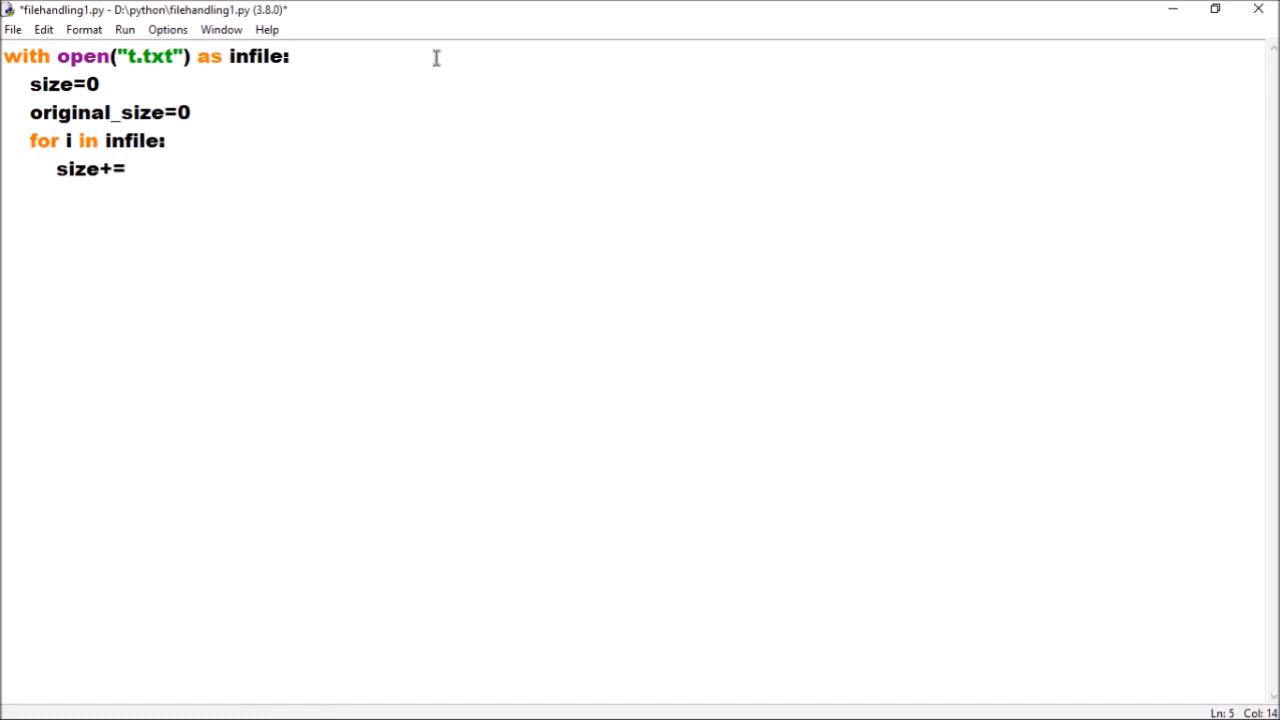 *filehandling1.py - D:\python\filehandling1.py (3.8.0)*
File Edit Format Run Options Window Help
with open("t.txt") as infile:
size=0
original_size=0
for i in infile:
size+=
Ln: 5 Col: 14